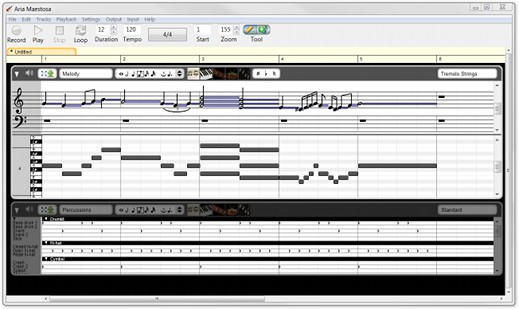 Aria Maestosa
File Edit Tracks Playback Settings Output Input Help
12 120 4/4 1 155
Record Play Stop Loop Duration Tempo Start Zoom Tool
* Untitled
1 2 3 4 5 6
Melody Tremolo Strings
4
Percussions Standard
Drumkit
Hi-hat
Cymbal